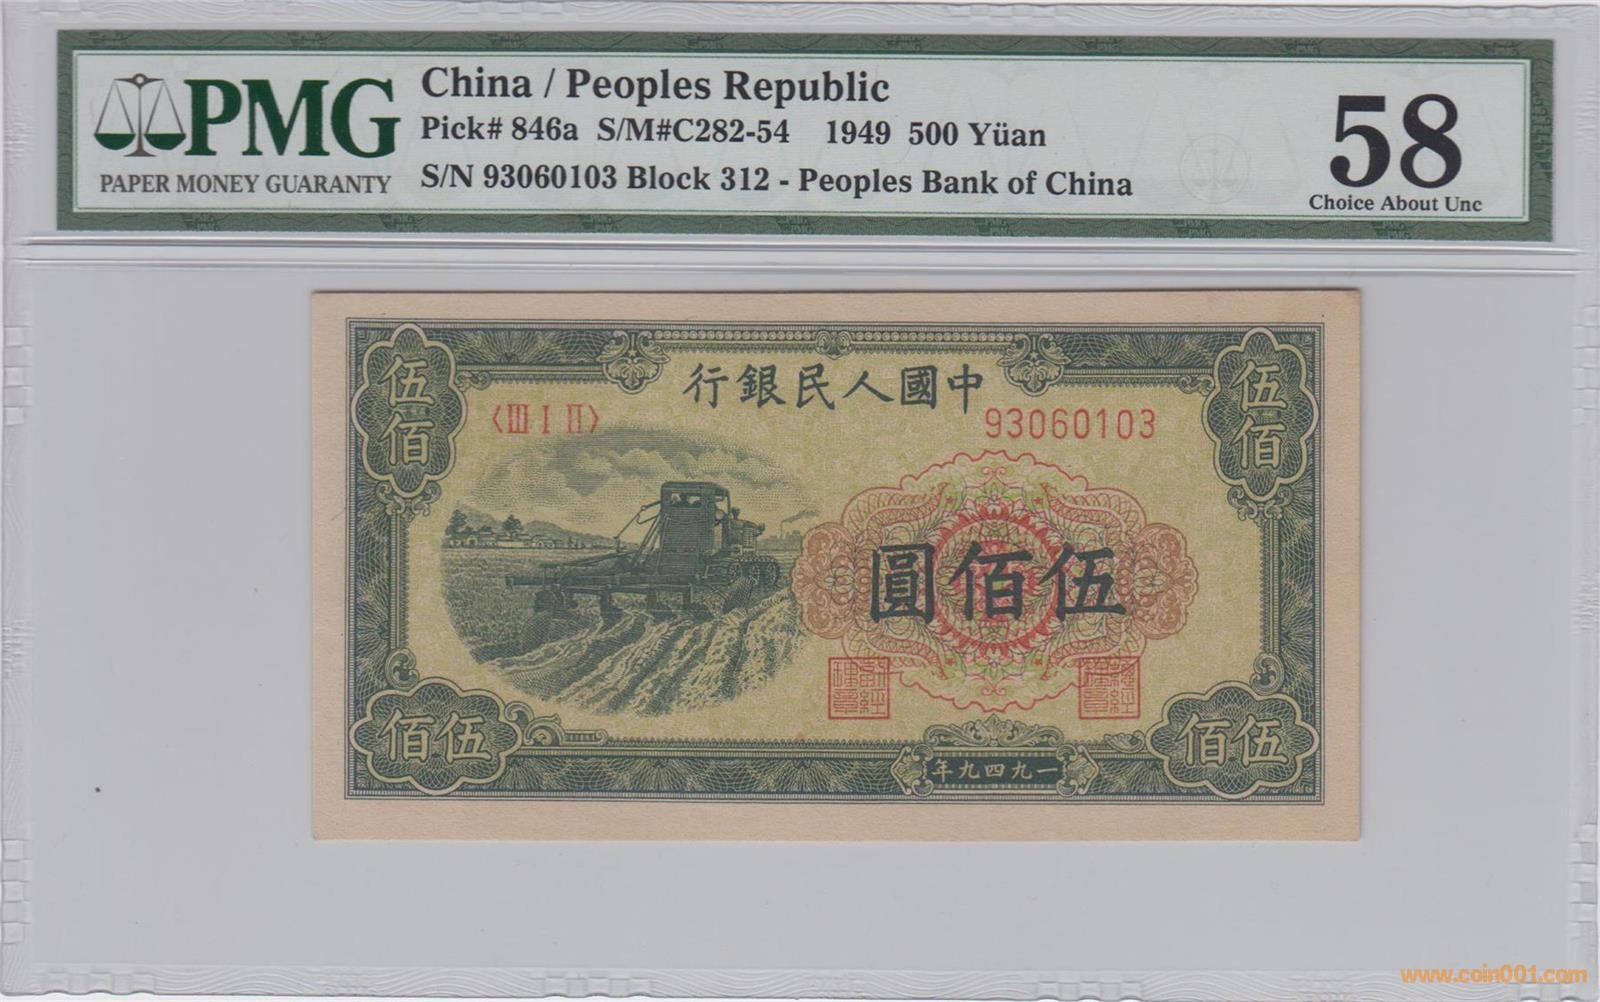 PMG
PAPER MONEY GUARANTY
China / Peoples Republic
Pick# 846a S/M#C282-54 1949 500 Yüan
S/N 93060103 Block 312 - Peoples Bank of China
58
Choice About Unc
伍佰
伍佰
行銀民人國中
〈III I II〉
93060103
圓佰伍
佰伍
佰伍
年九四九一
www.coin001.com